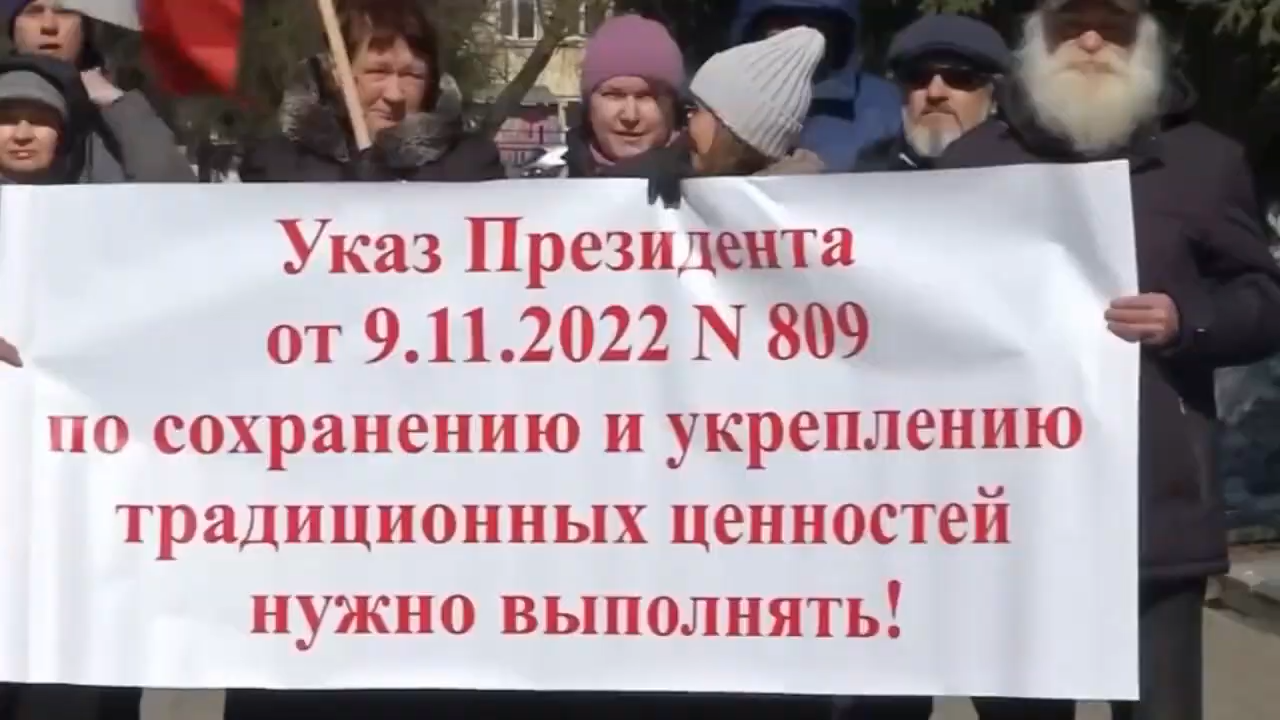 Указ Президента
от 9.11.2022 N 809
по сохранению и укреплению
традиционных ценностей
нужно выполнять!